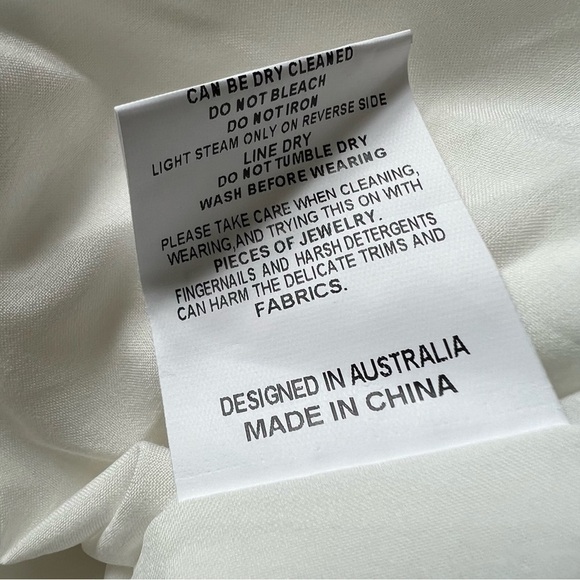 CAN BE DRY CLEANED
DO NOT BLEACH
DO NOT IRON
LIGHT STEAM ONLY ON REVERSE SIDE
LINE DRY
DO NOT TUMBLE DRY
WASH BEFORE WEARING
PLEASE TAKE CARE WHEN CLEANING,
WEARING,AND TRYING THIS ON WITH
PIECES OF JEWELRY.
FINGERNAILS AND HARSH DETERGENTS
CAN HARM THE DELICATE TRIMS AND
FABRICS.
DESIGNED IN AUSTRALIA
MADE IN CHINA